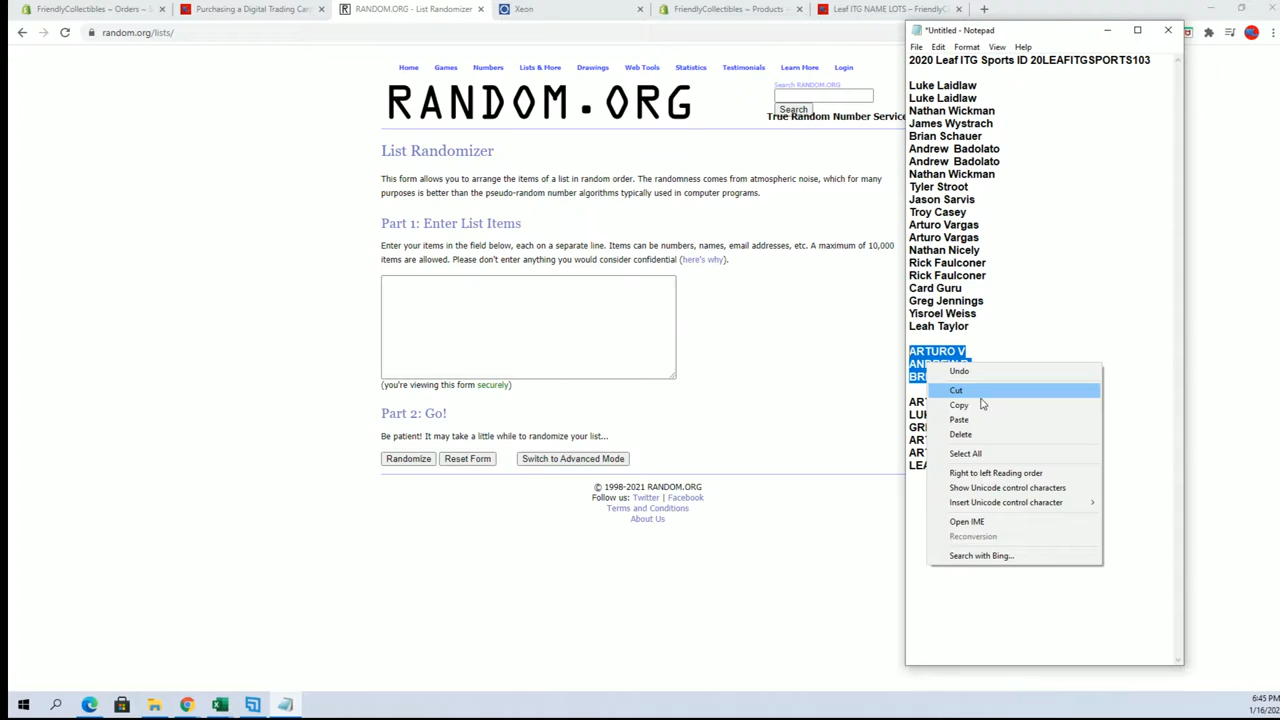 FriendlyCollectibles ~ Orders ~ S
Purchasing a Digital Trading Car
RANDOM.ORG - List Randomizer
Xeon
FriendlyCollectibles ~ Products ~
Leaf ITG NAME LOTS – FriendlyC
random.org/lists/
Home Games Numbers Lists & More Drawings Web Tools Statistics Testimonials Learn More Login
RANDOM.ORG
Search RANDOM.ORG
Search
True Random Number Service
List Randomizer
This form allows you to arrange the items of a list in random order. The randomness comes from atmospheric noise, which for many
purposes is better than the pseudo-random number algorithms typically used in computer programs.
Part 1: Enter List Items
Enter your items in the field below, each on a separate line. Items can be numbers, names, email addresses, etc. A maximum of 10,000
items are allowed. Please don't enter anything you would consider confidential (here's why).
(you're viewing this form securely)
Part 2: Go!
Be patient! It may take a little while to randomize your list...
Randomize Reset Form Switch to Advanced Mode
© 1998-2021 RANDOM.ORG
Follow us: Twitter | Facebook
Terms and Conditions
About Us
*Untitled - Notepad
File Edit Format View Help
2020 Leaf ITG Sports ID 20LEAFITGSPORTS103
Luke Laidlaw
Luke Laidlaw
Nathan Wickman
James Wystrach
Brian Schauer
Andrew Badolato
Andrew Badolato
Nathan Wickman
Tyler Stroot
Jason Sarvis
Troy Casey
Arturo Vargas
Arturo Vargas
Nathan Nicely
Rick Faulconer
Rick Faulconer
Card Guru
Greg Jennings
Yisroel Weiss
Leah Taylor
ARTURO V
Undo
Cut
Copy
Paste
Delete
Select All
Right to left Reading order
Show Unicode control characters
Insert Unicode control character
Open IME
Reconversion
Search with Bing...
6:45 PM
1/16/202